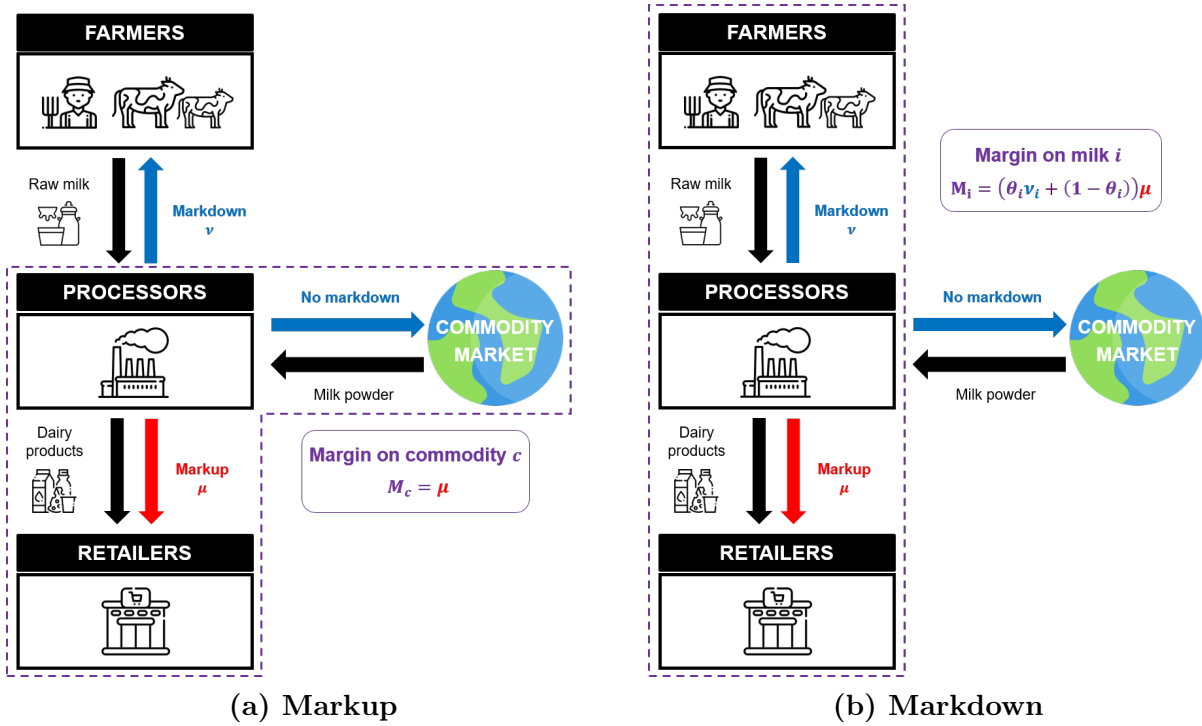 FARMERS
Raw milk
Markdown
ν
PROCESSORS
No markdown
COMMODITY
MARKET
Milk powder
Dairy
products
Markup
μ
Margin on commodity c
M_c = μ
RETAILERS
(a) Markup
FARMERS
Raw milk
Markdown
ν
Margin on milk i
M_i = (θ_i ν_i + (1 − θ_i))μ
PROCESSORS
No markdown
COMMODITY
MARKET
Milk powder
Dairy
products
Markup
μ
RETAILERS
(b) Markdown